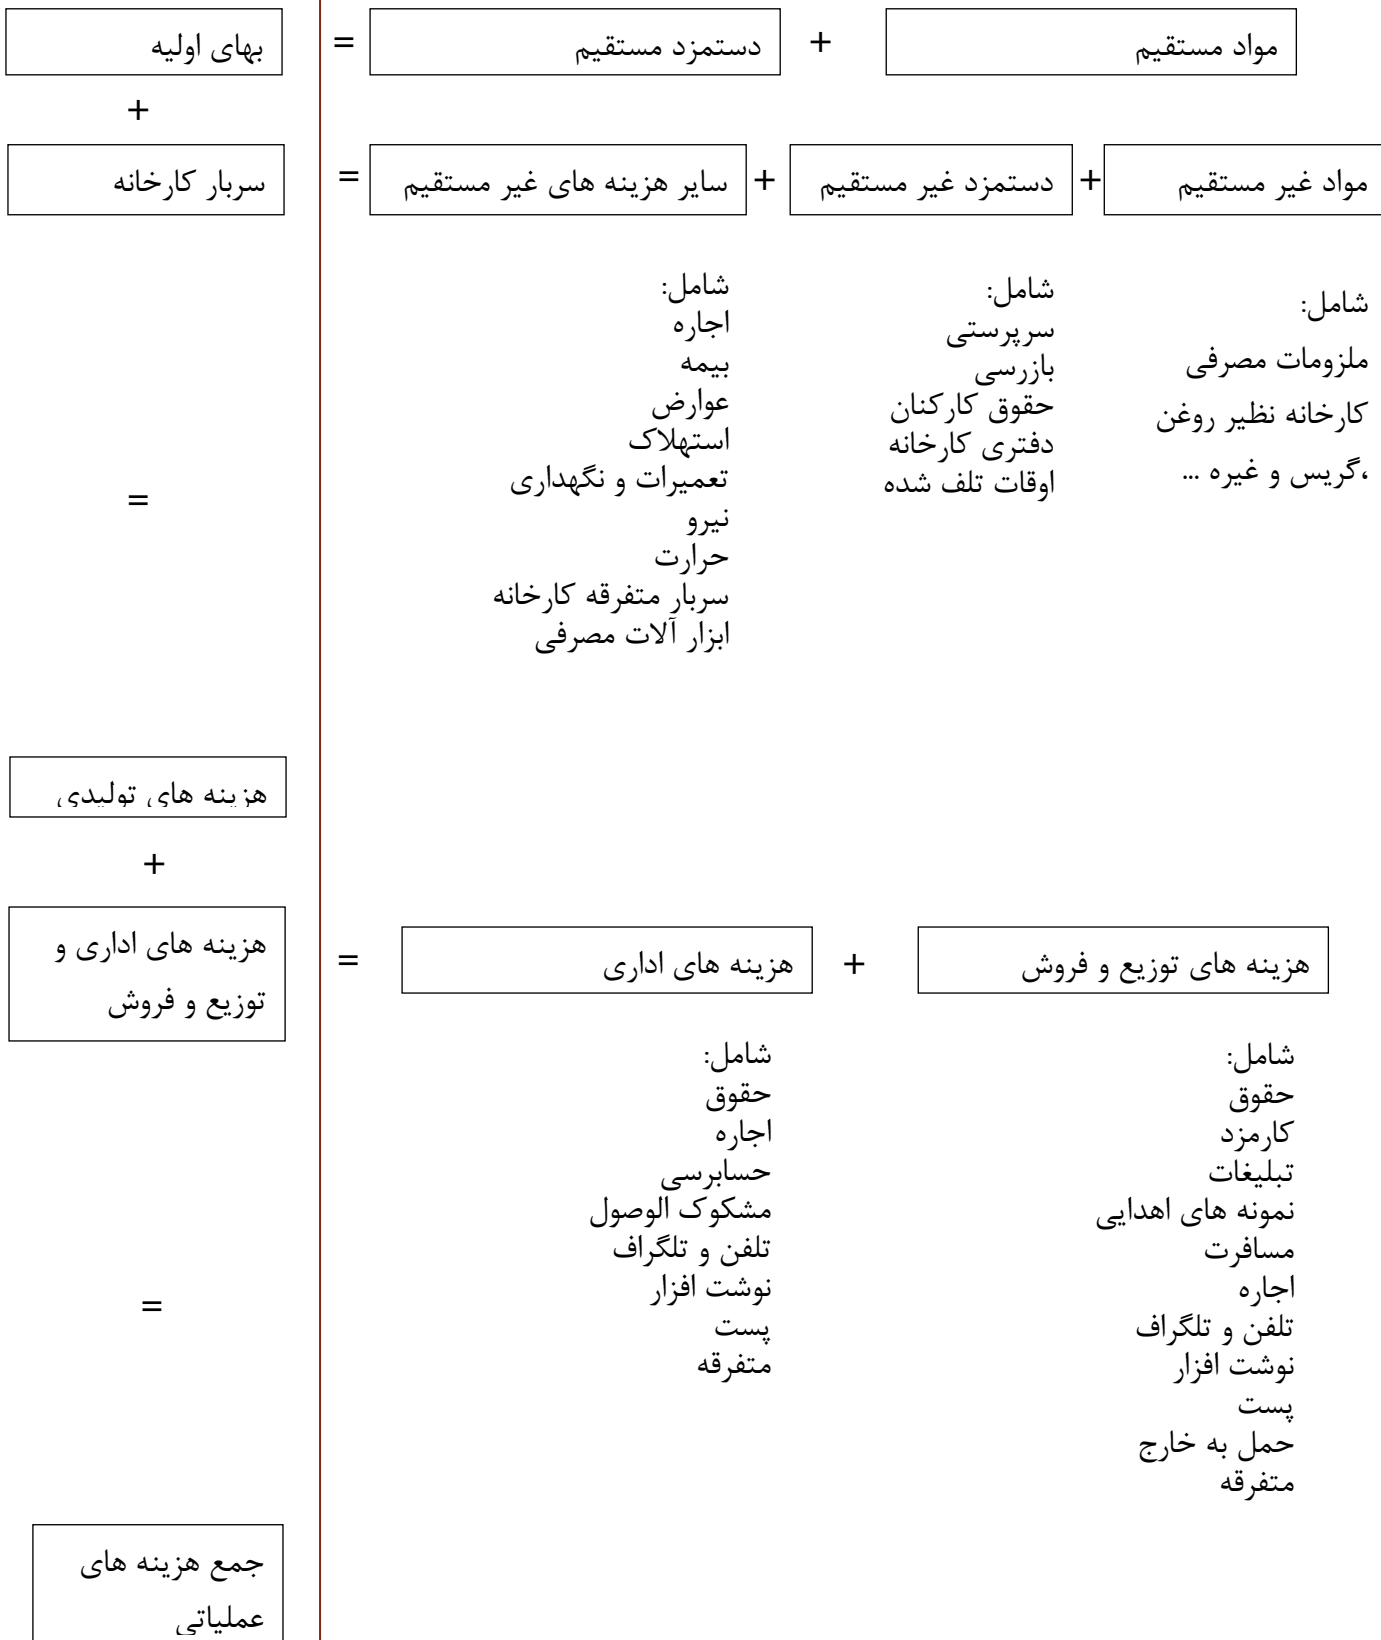 مواد مستقیم + دستمزد مستقیم = بهای اولیه
+
مواد غیر مستقیم + دستمزد غیر مستقیم + سایر هزینه های غیر مستقیم = سربار کارخانه
شامل:
ملزومات مصرفی
کارخانه نظیر روغن
،گریس و غیره ...
شامل:
سرپرستی
بازرسی
حقوق کارکنان
دفتری کارخانه
اوقات تلف شده
شامل:
اجاره
بیمه
عوارض
استهلاک
تعمیرات و نگهداری
نیرو
حرارت
سربار متفرقه کارخانه
ابزار آلات مصرفی
=
هزینه های تولیدی
+
هزینه های توزیع و فروش + هزینه های اداری = هزینه های اداری و
توزیع و فروش
شامل:
حقوق
کارمزد
تبلیغات
نمونه های اهدایی
مسافرت
اجاره
تلفن و تلگراف
نوشت افزار
پست
حمل به خارج
متفرقه
شامل:
حقوق
اجاره
حسابرسی
مشکوک الوصول
تلفن و تلگراف
نوشت افزار
پست
متفرقه
=
جمع هزینه های
عملیاتی